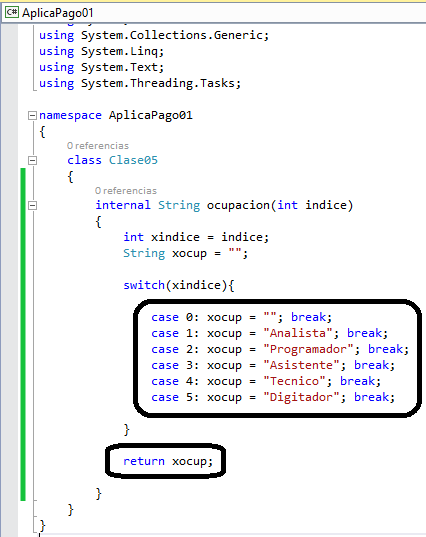 C# AplicaPago01
using System.Collections.Generic;
using System.Linq;
using System.Text;
using System.Threading.Tasks;
namespace AplicaPago01
{
0 referencias
class Clase05
{
0 referencias
internal String ocupacion(int indice)
{
int xindice = indice;
String xocup = "";
switch(xindice){
case 0: xocup = ""; break;
case 1: xocup = "Analista"; break;
case 2: xocup = "Programador"; break;
case 3: xocup = "Asistente"; break;
case 4: xocup = "Tecnico"; break;
case 5: xocup = "Digitador"; break;
}
return xocup;
}
}
}